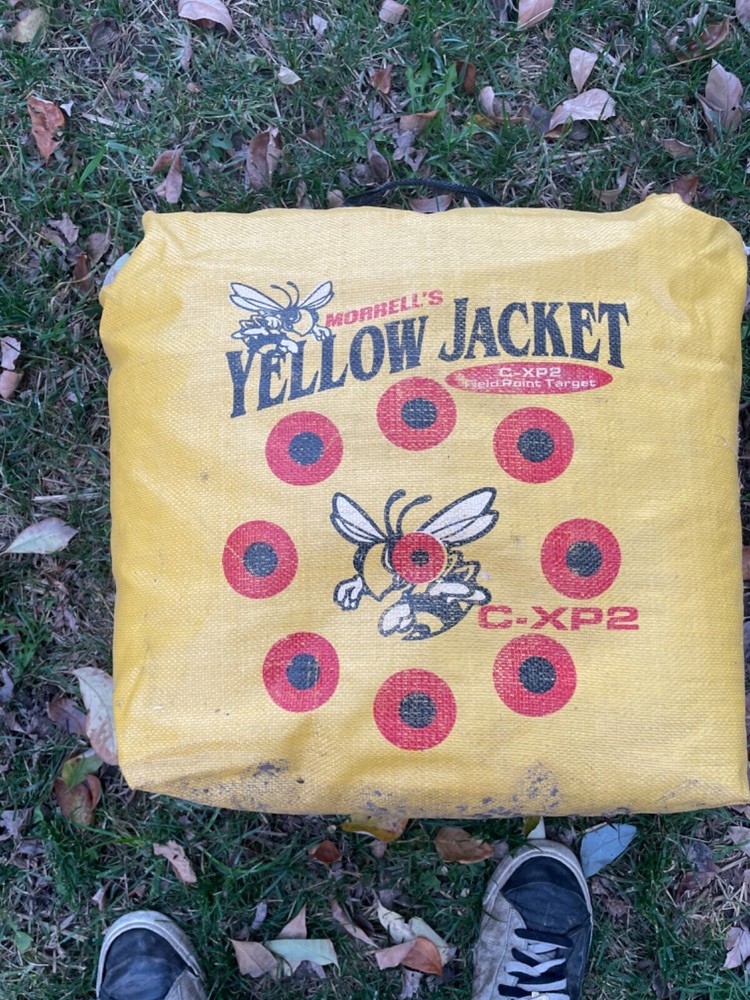 MORRELL'S
YELLOW JACKET
C-XP2
Field Point Target
C-XP2